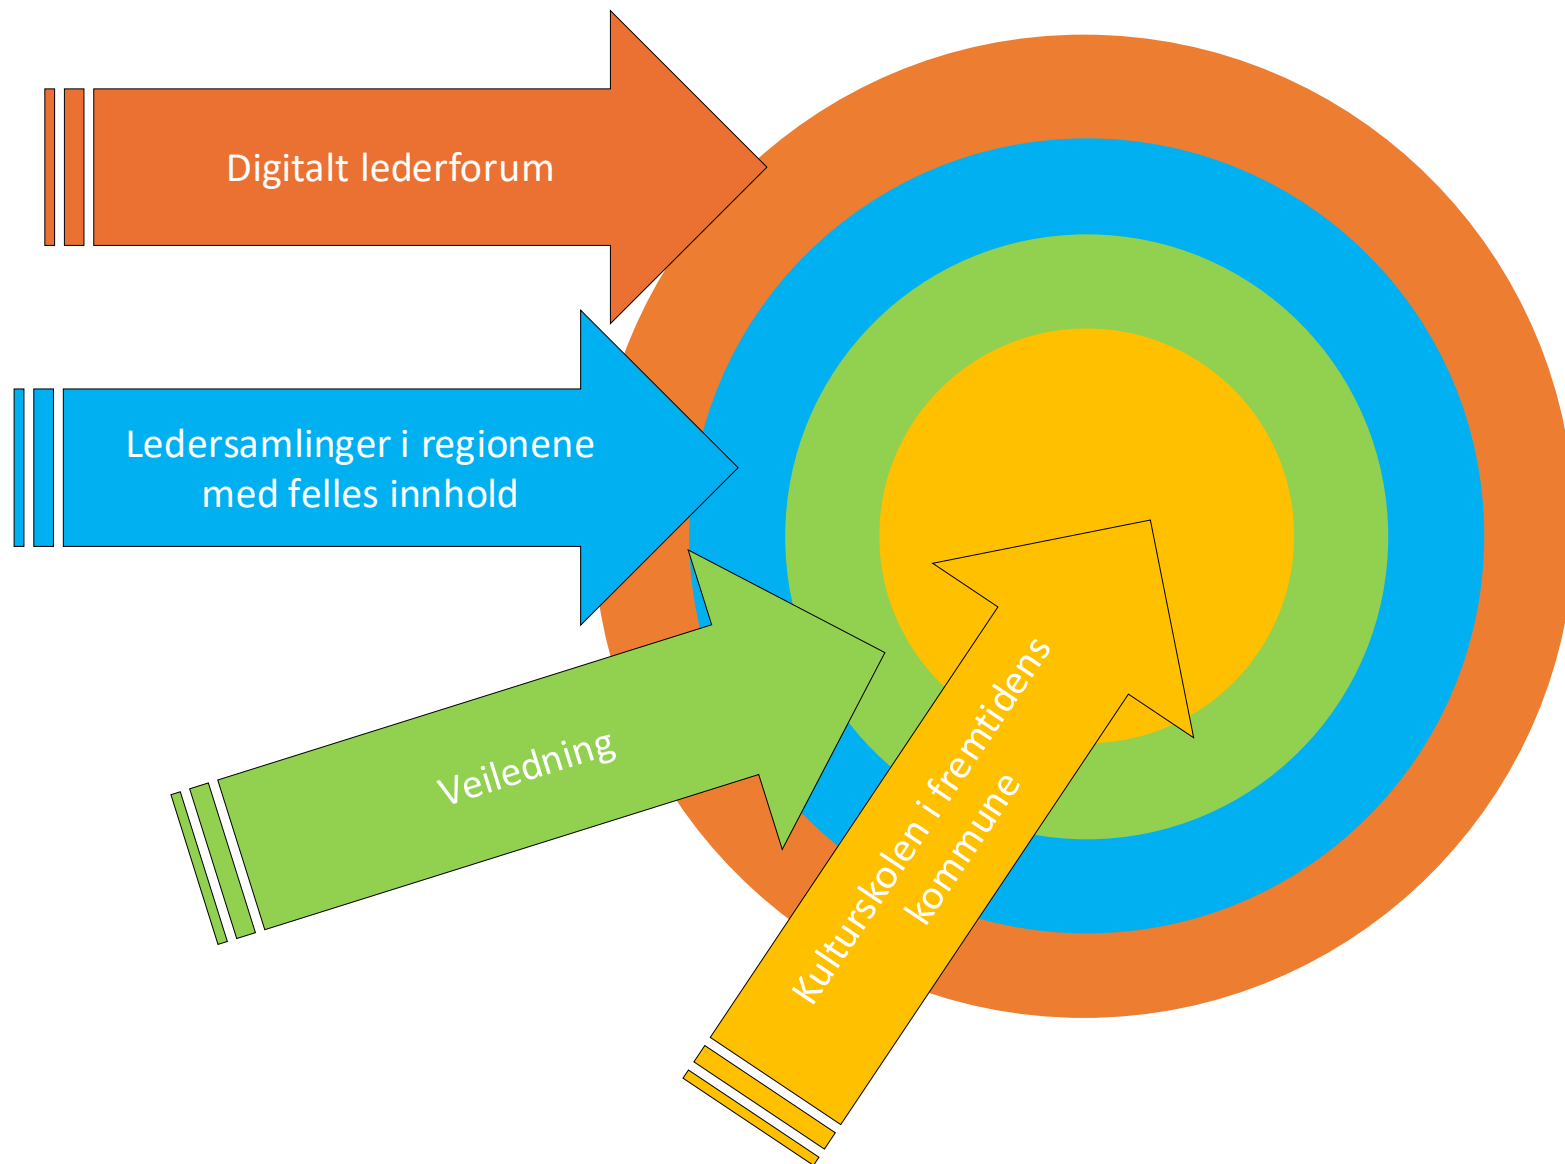 Digitalt lederforum
Ledersamlinger i regionene
med felles innhold
Veiledning
Kulturskolen i fremtidens
kommune